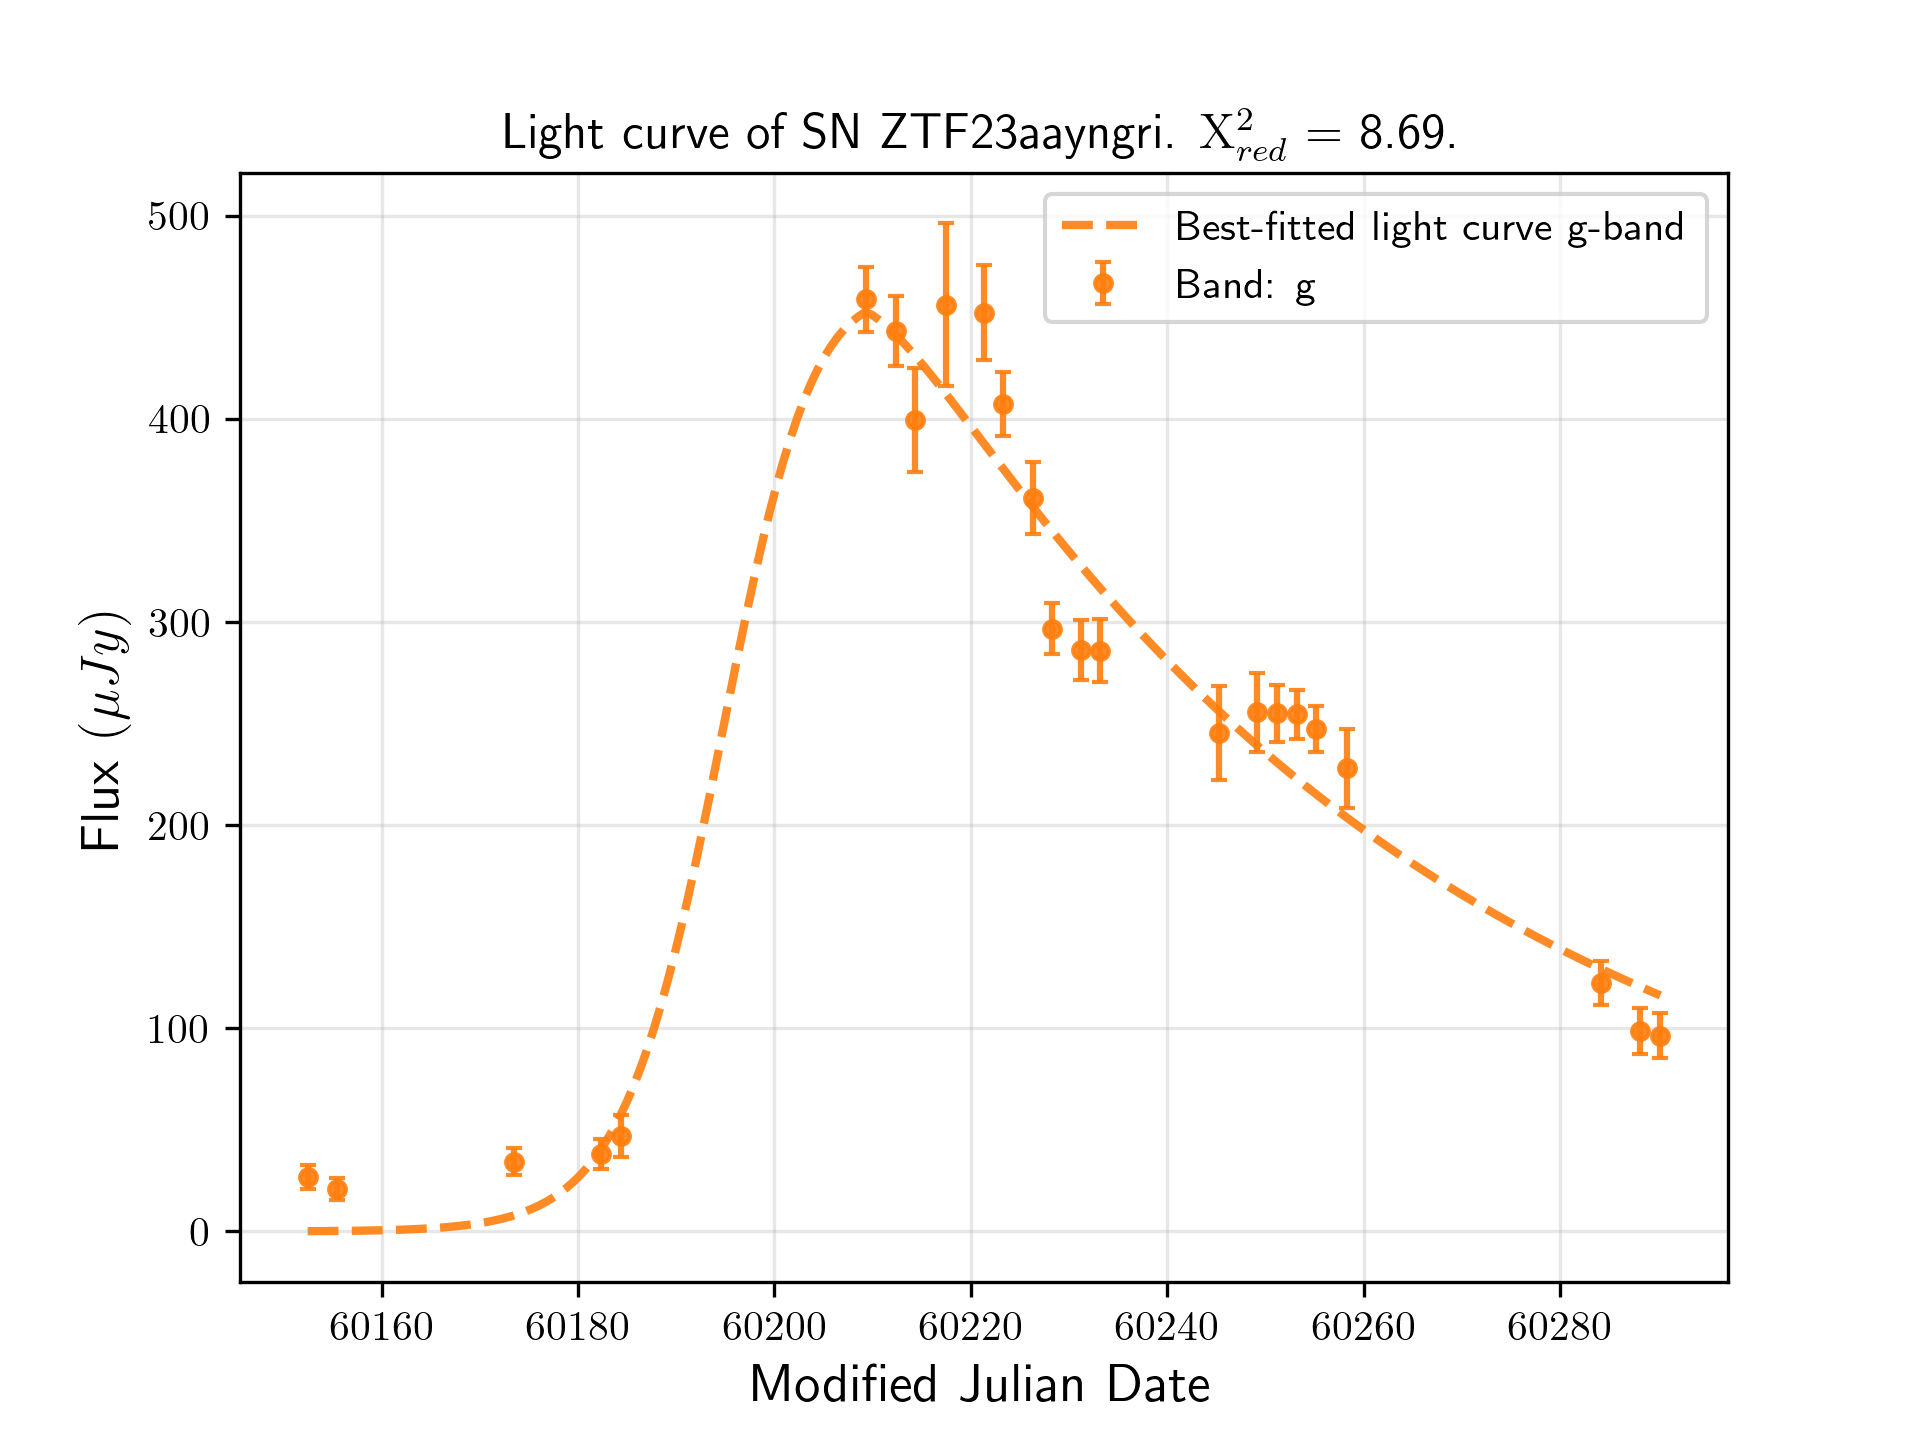 Light curve of SN ZTF23aayngri. X²_red = 8.69.
Best-fitted light curve g-band
Band: g
500
400
300
200
100
0
Flux (μJy)
60160 60180 60200 60220 60240 60260 60280
Modified Julian Date